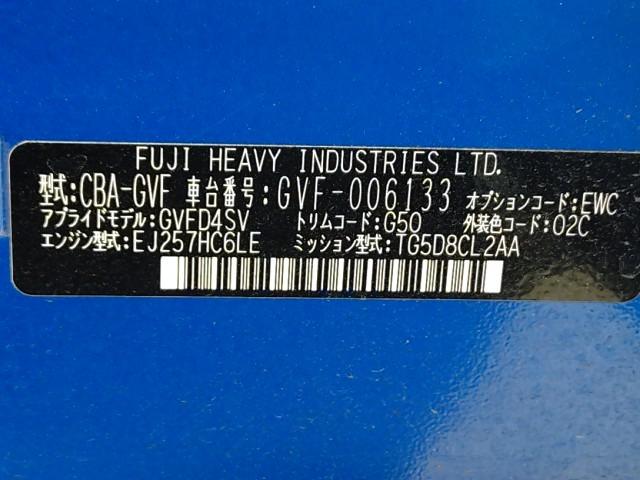 FUJI HEAVY INDUSTRIES LTD.
型式:CBA-GVF 車台番号:GVF-006133 オプションコード:EWC
アプライドモデル:GVFD4SV トリムコード:G50 外装色コード:02C
エンジン型式:EJ257HC6LE ミッション型式:TG5D8CL2AA